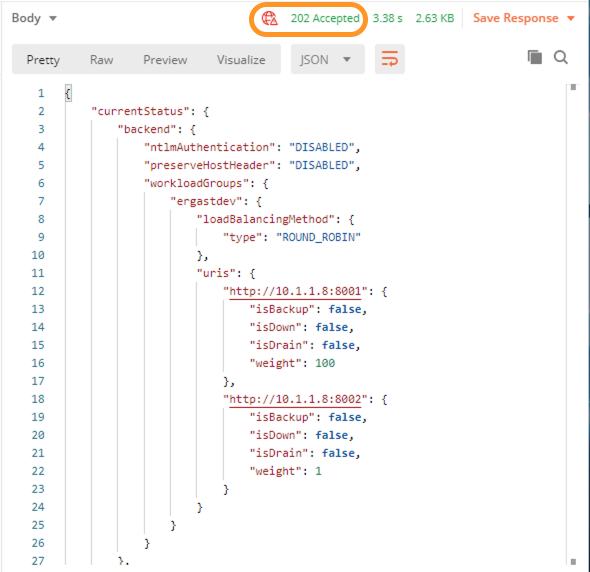 Body 202 Accepted 3.38 s 2.63 KB Save Response
Pretty Raw Preview Visualize JSON
1 {
2 "currentStatus": {
3 "backend": {
4 "ntlmAuthentication": "DISABLED",
5 "preserveHostHeader": "DISABLED",
6 "workloadGroups": {
7 "ergastdev": {
8 "loadBalancingMethod": {
9 "type": "ROUND_ROBIN"
10 },
11 "uris": {
12 "http://10.1.1.8:8001": {
13 "isBackup": false,
14 "isDown": false,
15 "isDrain": false,
16 "weight": 100
17 },
18 "http://10.1.1.8:8002": {
19 "isBackup": false,
20 "isDown": false,
21 "isDrain": false,
22 "weight": 1
23 }
24 }
25 }
26 }
27 },